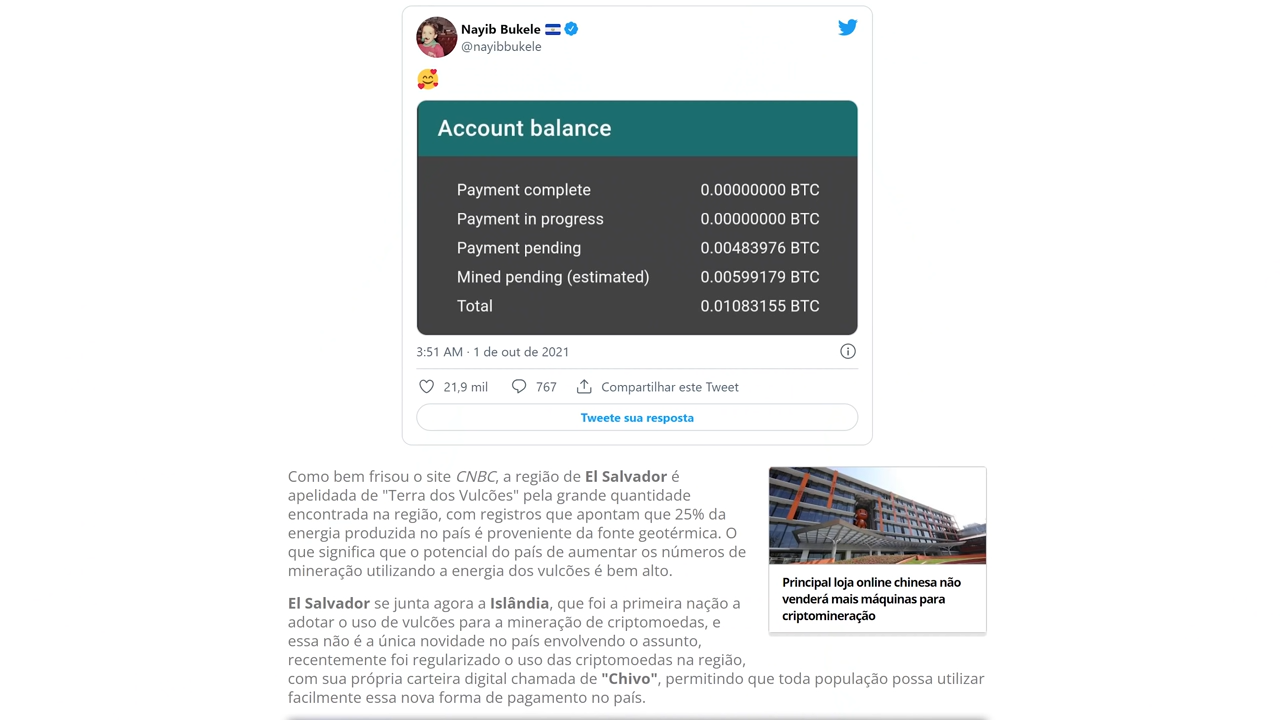 Nayib Bukele
@nayibbukele
🥰
Account balance
Payment complete 0.00000000 BTC
Payment in progress 0.00000000 BTC
Payment pending 0.00483976 BTC
Mined pending (estimated) 0.00599179 BTC
Total 0.01083155 BTC
3:51 AM · 1 de out de 2021
21,9 mil 767 Compartilhar este Tweet
Tweete sua resposta
Como bem frisou o site CNBC, a região de El Salvador é
apelidada de "Terra dos Vulcões" pela grande quantidade
encontrada na região, com registros que apontam que 25% da
energia produzida no país é proveniente da fonte geotérmica. O
que significa que o potencial do país de aumentar os números de
mineração utilizando a energia dos vulcões é bem alto.
El Salvador se junta agora a Islândia, que foi a primeira nação a
adotar o uso de vulcões para a mineração de criptomoedas, e
essa não é a única novidade no país envolvendo o assunto,
recentemente foi regularizado o uso das criptomoedas na região,
com sua própria carteira digital chamada de "Chivo", permitindo que toda população possa utilizar
facilmente essa nova forma de pagamento no país.
Principal loja online chinesa não
venderá mais máquinas para
criptomineração